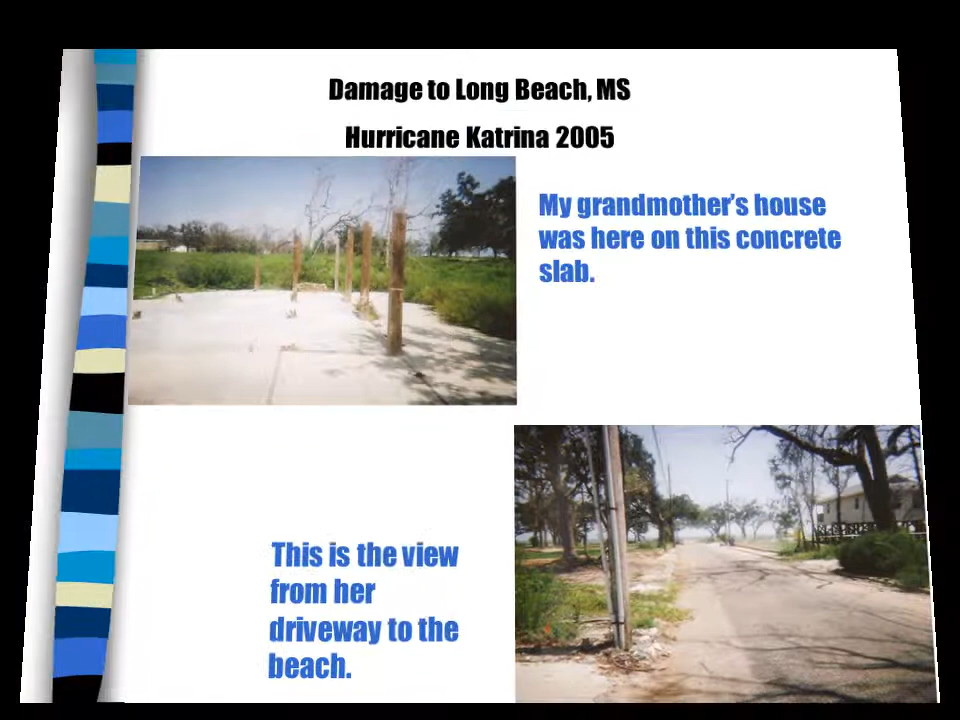 Damage to Long Beach, MS
Hurricane Katrina 2005
My grandmother's house
was here on this concrete
slab.
This is the view
from her
driveway to the
beach.